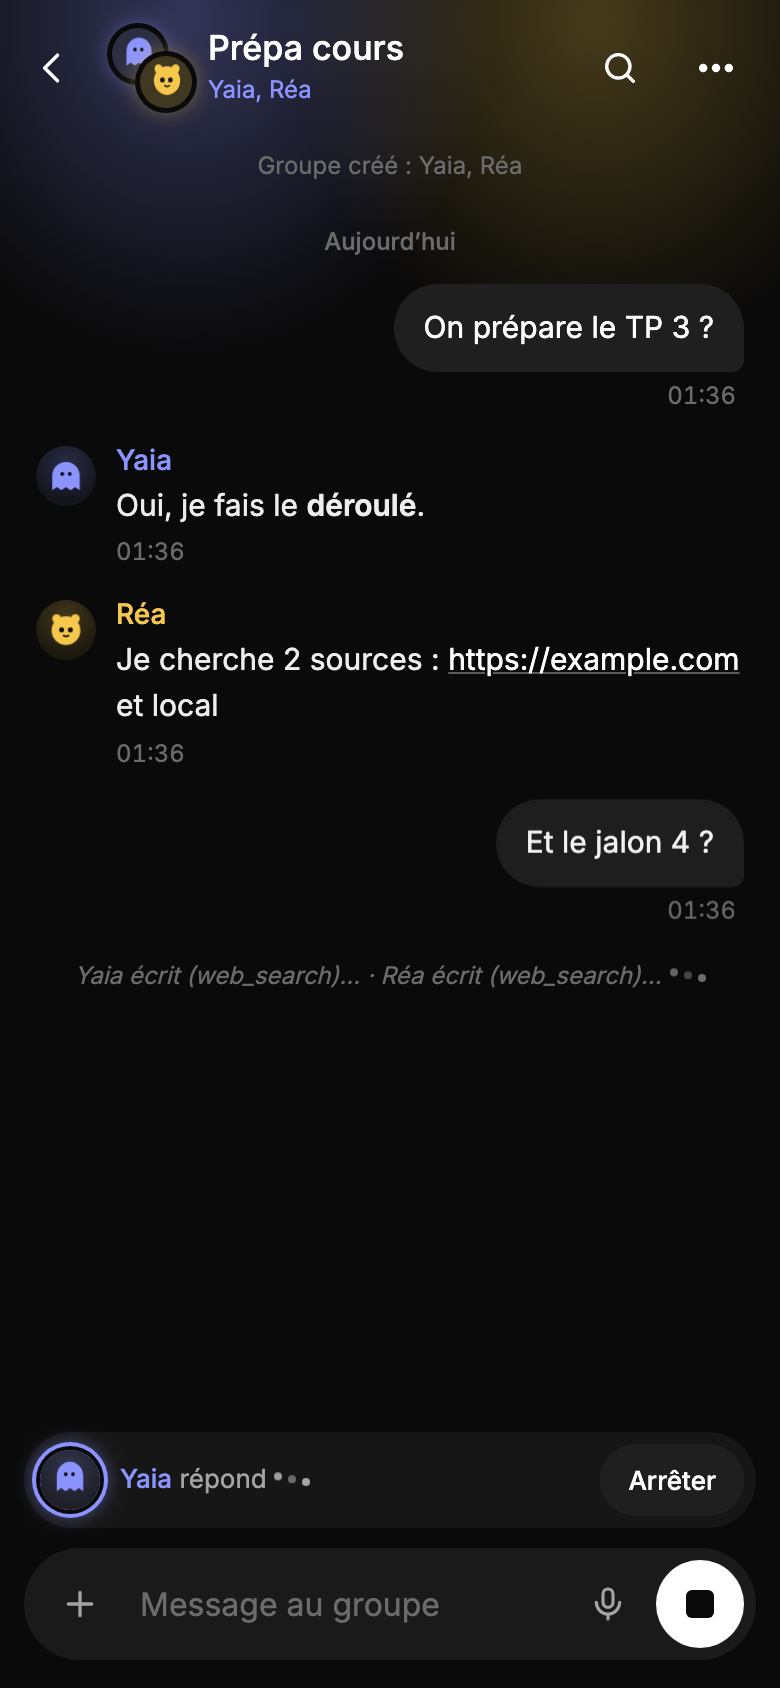 Prépa cours
Yaia, Réa
Groupe créé : Yaia, Réa
Aujourd’hui
On prépare le TP 3 ?
01:36
Yaia
Oui, je fais le déroulé.
01:36
Réa
Je cherche 2 sources : https://example.com
et local
01:36
Et le jalon 4 ?
01:36
Yaia écrit (web_search)... · Réa écrit (web_search)...
Yaia répond
Arrêter
Message au groupe